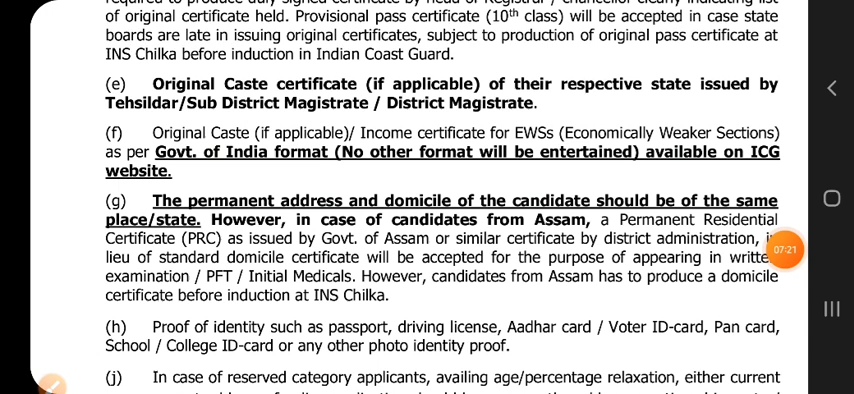 of original certificate held. Provisional pass certificate (10th class) will be accepted in case state
boards are late in issuing original certificates, subject to production of original pass certificate at
INS Chilka before induction in Indian Coast Guard.
(e) Original Caste certificate (if applicable) of their respective state issued by
Tehsildar/Sub District Magistrate / District Magistrate.
(f) Original Caste (if applicable)/ Income certificate for EWSs (Economically Weaker Sections)
as per Govt. of India format (No other format will be entertained) available on ICG
website.
(g) The permanent address and domicile of the candidate should be of the same
place/state. However, in case of candidates from Assam, a Permanent Residential
Certificate (PRC) as issued by Govt. of Assam or similar certificate by district administration,
07:21
lieu of standard domicile certificate will be accepted for the purpose of appearing in writte
examination / PFT / Initial Medicals. However, candidates from Assam has to produce a domicile
certificate before induction at INS Chilka.
(h) Proof of identity such as passport, driving license, Aadhar card / Voter ID-card, Pan card,
School / College ID-card or any other photo identity proof.
(j) In case of reserved category applicants, availing age/percentage relaxation, either current